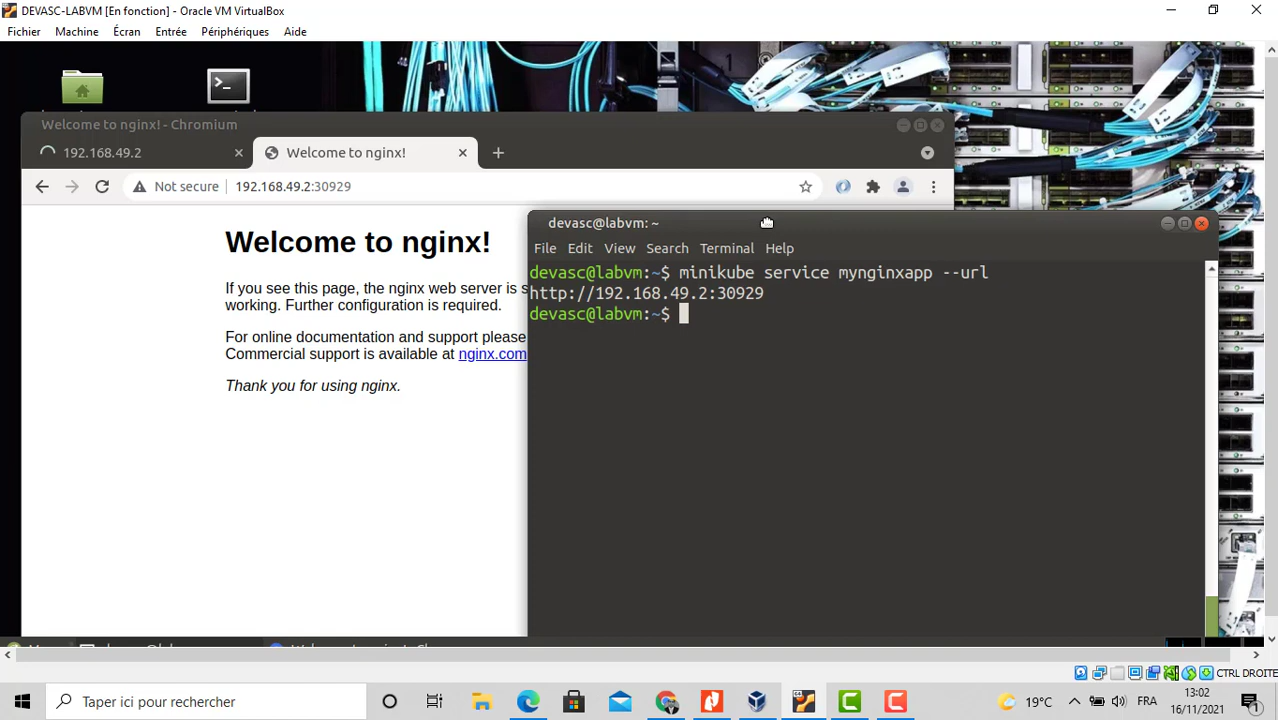 DEVASC-LABVM [En fonction] - Oracle VM VirtualBox
Fichier Machine Écran Entrée Périphériques Aide
Welcome to nginx! - Chromium
192.168.49.2 Welcome to nginx!
Not secure 192.168.49.2:30929
Welcome to nginx!
If you see this page, the nginx web server is s
working. Further configuration is required.
For online documentation and support please
Commercial support is available at nginx.com
Thank you for using nginx.
devasc@labvm: ~
File Edit View Search Terminal Help
devasc@labvm:~$ minikube service mynginxapp --url
http://192.168.49.2:30929
devasc@labvm:~$
CTRL DROITE
Taper ici pour rechercher
19°C FRA 13:02
16/11/2021
1